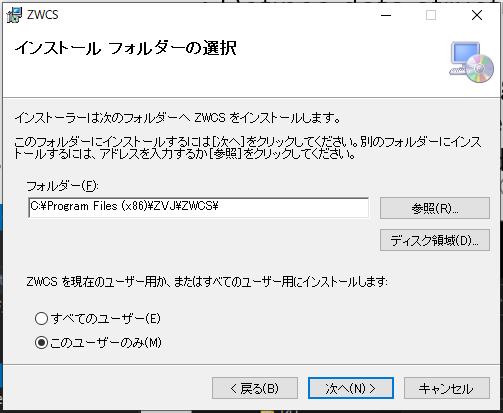 ZWCS
インストール フォルダーの選択
インストーラーは次のフォルダーへ ZWCS をインストールします。
このフォルダーにインストールするには[次へ]をクリックしてください。別のフォルダーにインス
トールするには、アドレスを入力するか[参照]をクリックしてください。
フォルダー(F):
C:¥Program Files (x86)¥ZVJ¥ZWCS¥
参照(R)...
ディスク領域(D)...
ZWCS を現在のユーザー用か、またはすべてのユーザー用にインストールします:
すべてのユーザー(E)
このユーザーのみ(M)
< 戻る(B)
次へ(N) >
キャンセル